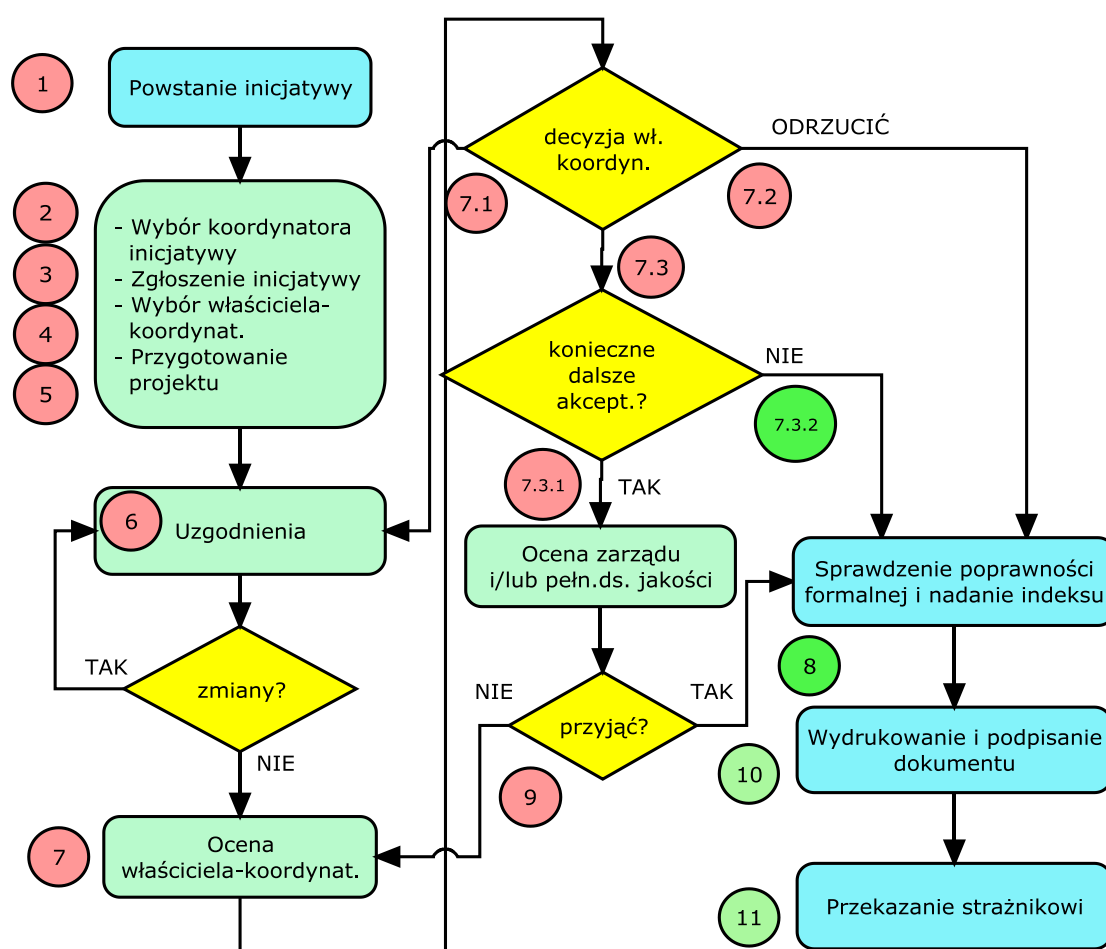 1
Powstanie inicjatywy
2
3
4
5
- Wybór koordynatora
inicjatywy
- Zgłoszenie inicjatywy
- Wybór właściciela-
koordynat.
- Przygotowanie
projektu
6
Uzgodnienia
TAK
zmiany?
NIE
7
Ocena
właściciela-koordynat.
decyzja wł.
koordyn.
ODRZUCIĆ
7.1
7.2
7.3
konieczne
dalsze
akcept.?
NIE
7.3.2
7.3.1
TAK
Ocena zarządu
i/lub pełn.ds. jakości
NIE
TAK
przyjąć?
9
Sprawdzenie poprawności
formalnej i nadanie indeksu
8
Wydrukowanie i podpisanie
dokumentu
10
Przekazanie strażnikowi
11